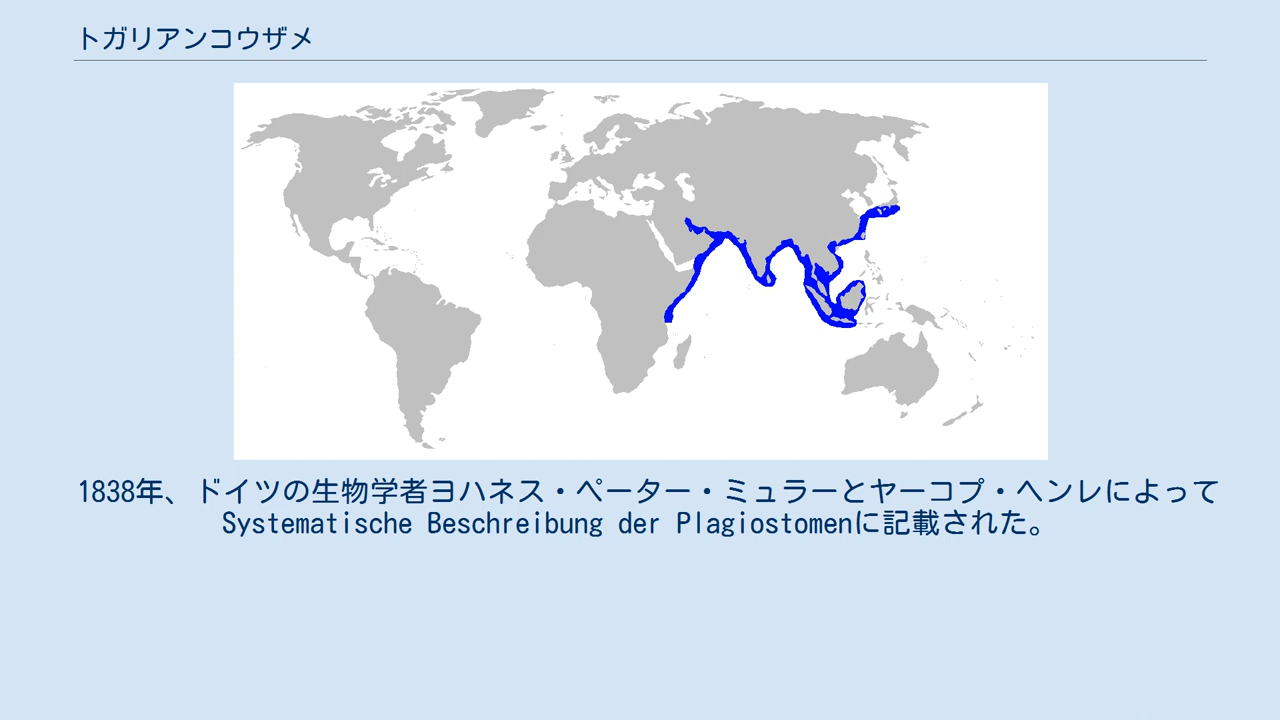 トガリアンコウザメ
1838年、ドイツの生物学者ヨハネス・ペーター・ミュラーとヤーコプ・ヘンレによって
Systematische Beschreibung der Plagiostomenに記載された。